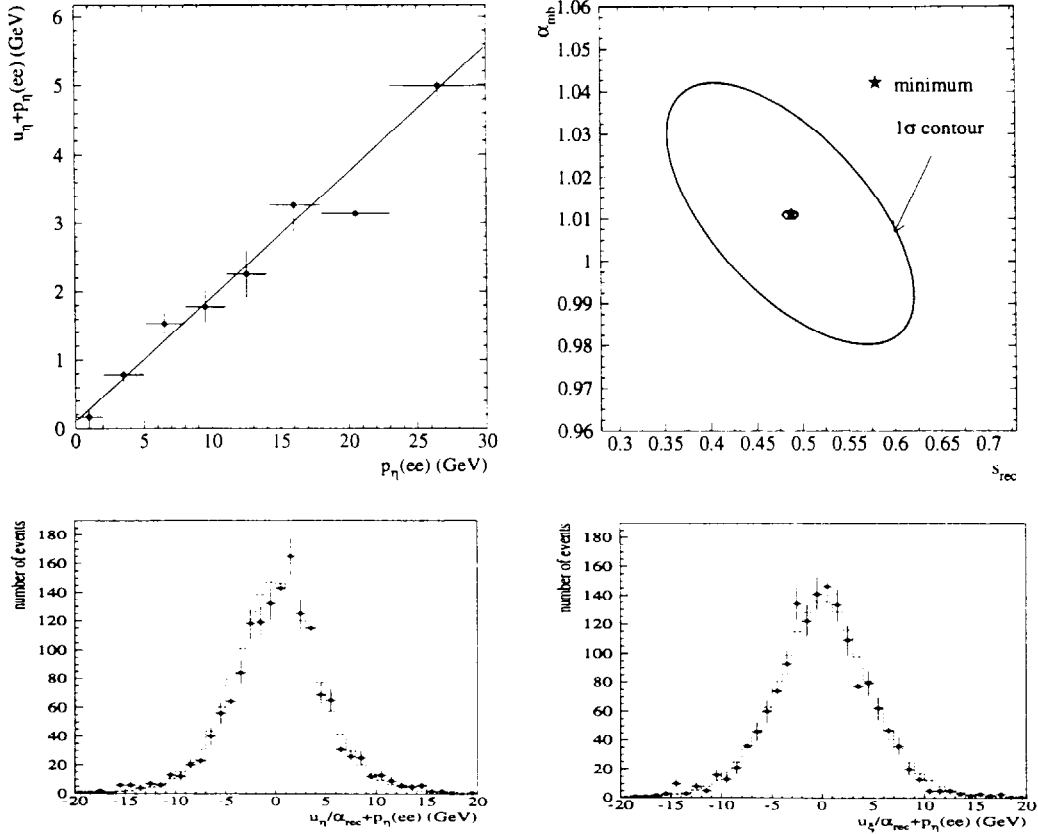 u_η+p_η(ee) (GeV)
6
5
4
3
2
1
0
0 5 10 15 20 25 30
p_η(ee) (GeV)
α_mb
1.06
1.05
1.04
1.03
1.02
1.01
1
0.99
0.98
0.97
0.96
★ minimum
1σ contour
0.3 0.35 0.4 0.45 0.5 0.55 0.6 0.65 0.7
s_rec
number of events
180
160
140
120
100
80
60
40
20
0
-20 -15 -10 -5 0 5 10 15 20
u_η/α_rec+p_η(ee) (GeV)
number of events
180
160
140
120
100
80
60
40
20
0
-20 -15 -10 -5 0 5 10 15 20
u_ξ/α_rec+p_η(ee) (GeV)